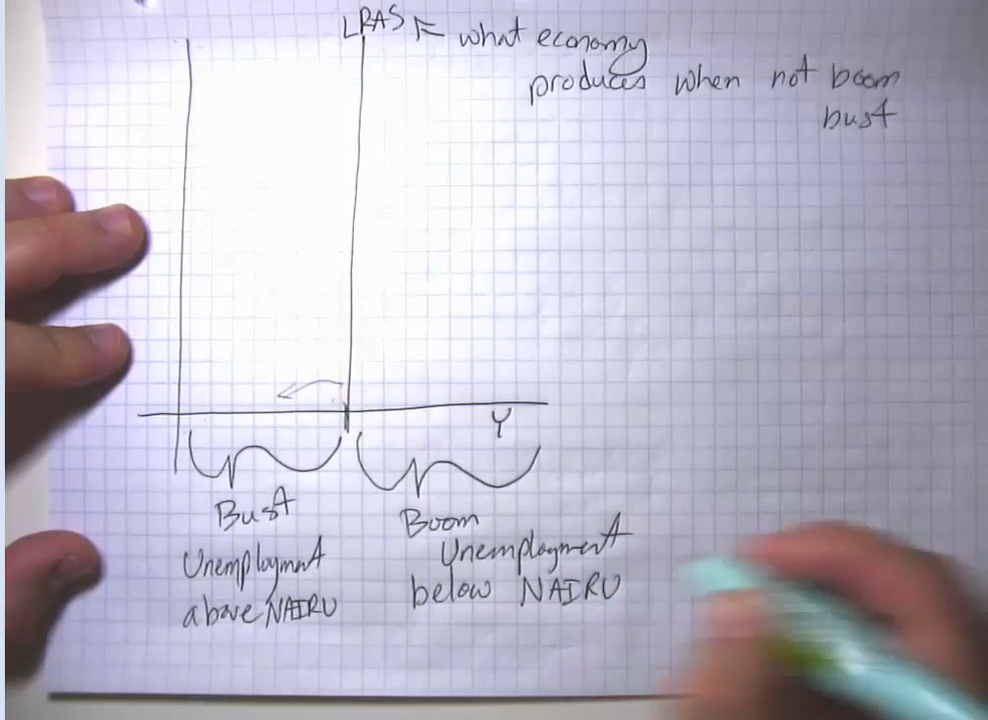 LRAS = what economy
produces when not boom
bust
Y
Bust
Unemployment
above NAIRU
Boom
Unemployment
below NAIRU